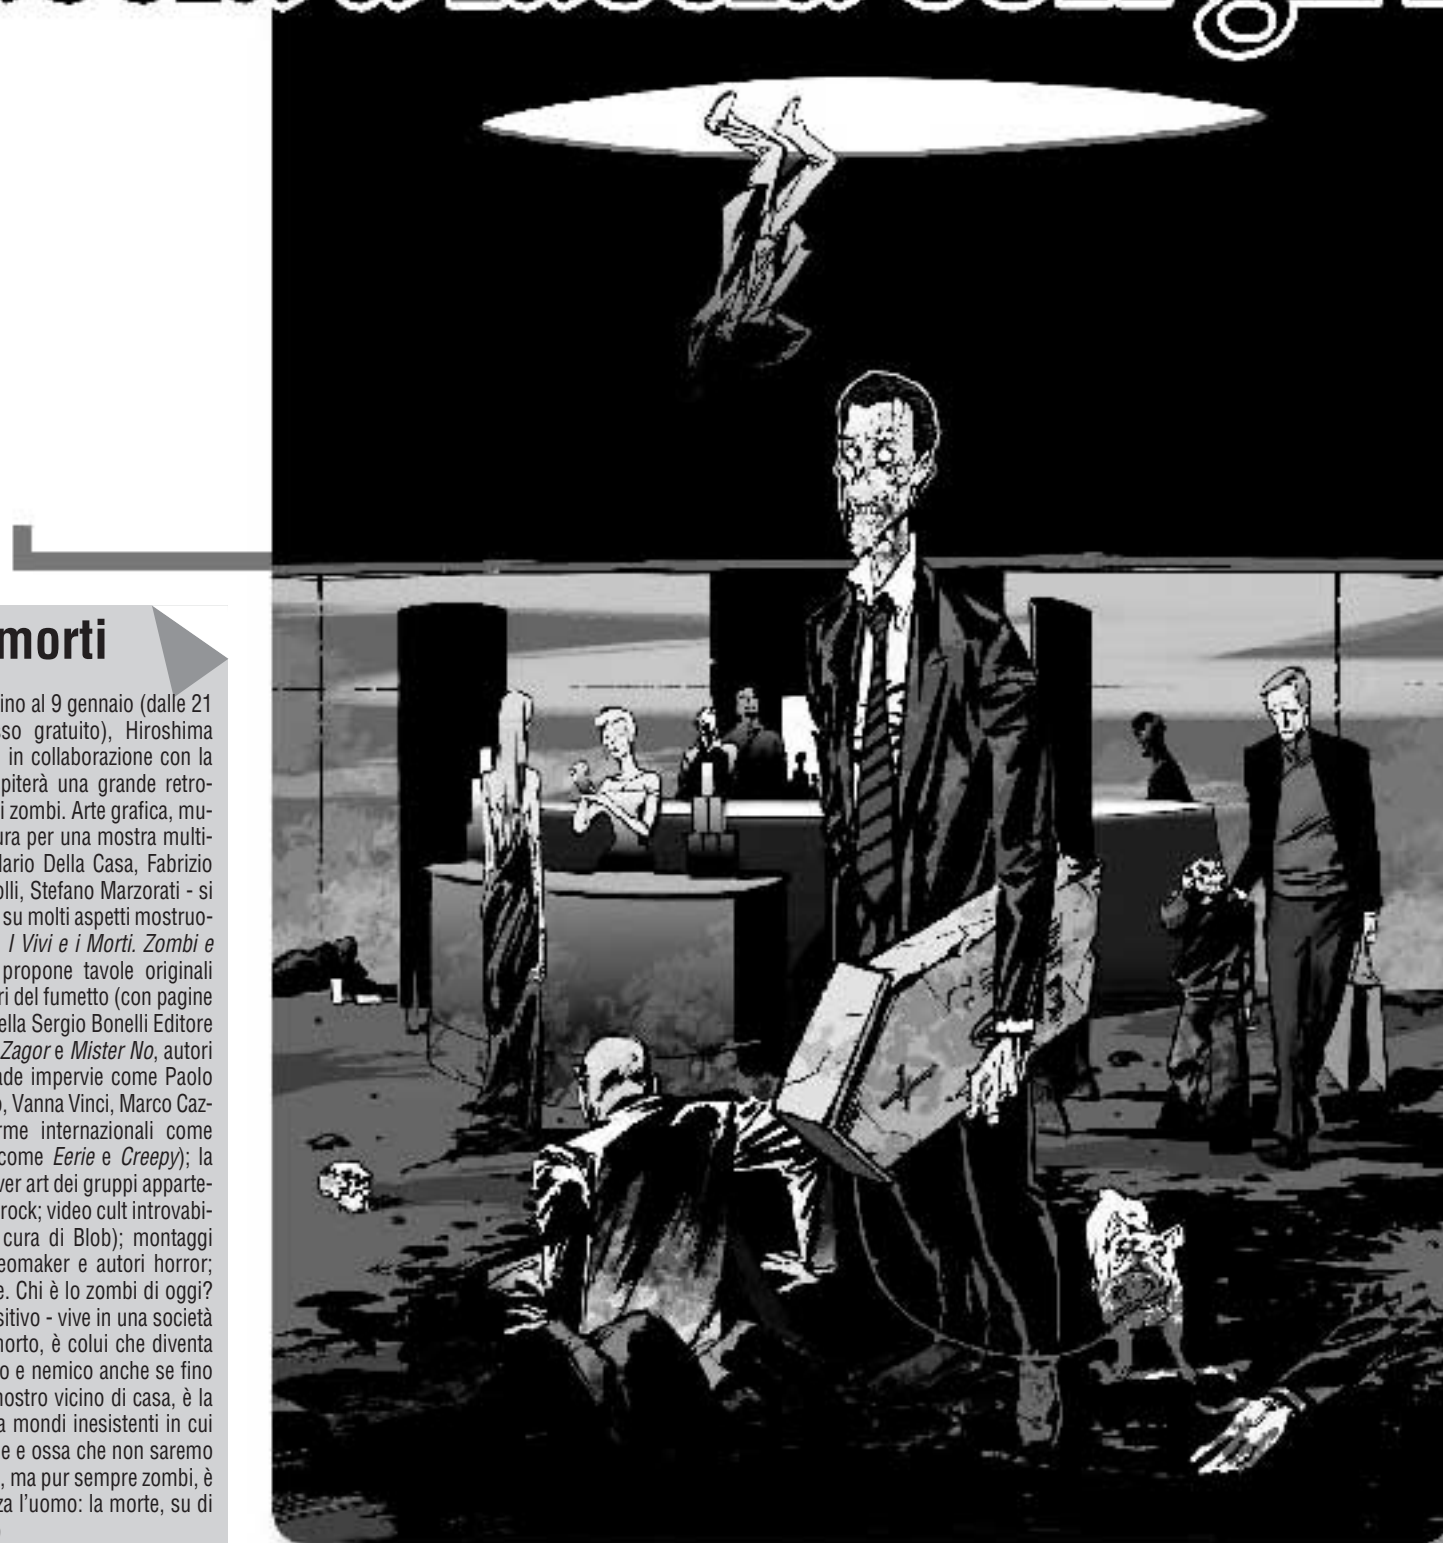 morti
ino al 9 gennaio (dalle 21
sso gratuito), Hiroshima
in collaborazione con la
piterà una grande retro-
i zombi. Arte grafica, mu-
ura per una mostra multi-
Mario Della Casa, Fabrizio
olli, Stefano Marzorati - si
su molti aspetti mostruo-
I Vivi e i Morti. Zombi e
propone tavole originali
ri del fumetto (con pagine
ella Sergio Bonelli Editore
Zagor e Mister No, autori
ade impervie come Paolo
o, Vanna Vinci, Marco Caz-
rme internazionali come
come Eerie e Creepy); la
ver art dei gruppi apparte-
rock; video cult introvabi-
cura di Blob); montaggi
eomaker e autori horror;
e. Chi è lo zombi di oggi?
sitivo - vive in una società
morto, è colui che diventa
o e nemico anche se fino
nostro vicino di casa, è la
a mondi inesistenti in cui
e e ossa che non saremo
, ma pur sempre zombi, è
za l'uomo: la morte, su di